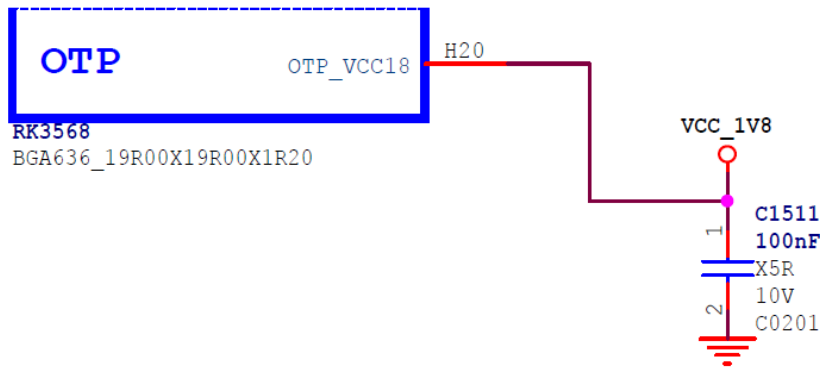 OTP
OTP_VCC18
H20
RK3568
BGA636_19R00X19R00X1R20
VCC_1V8
C1511
1
100nF
X5R
10V
2
C0201